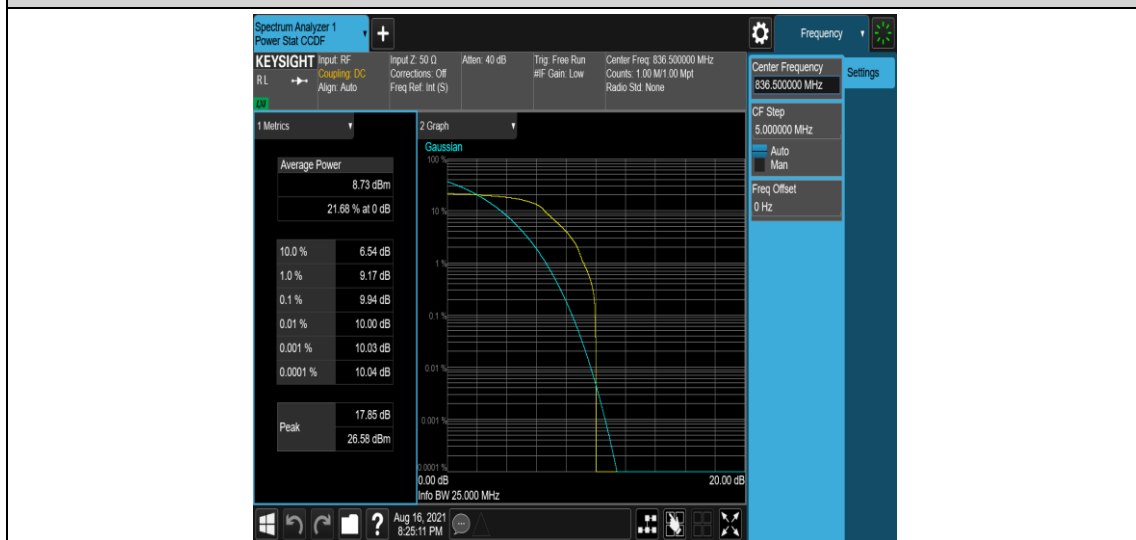 Spectrum Analyzer 1
Power Stat CCDF
+
Frequency
KEYSIGHT
RL
LXI
Input: RF
Coupling: DC
Align: Auto
Input Z: 50 Ω
Corrections: Off
Freq Ref: Int (S)
Atten: 40 dB
Trig: Free Run
#IF Gain: Low
Center Freq: 836.500000 MHz
Counts: 1.00 M/1.00 Mpt
Radio Std: None
Center Frequency
836.500000 MHz
Settings
CF Step
5.000000 MHz
Auto
Man
Freq Offset
0 Hz
1 Metrics
Average Power
8.73 dBm
21.68 % at 0 dB
10.0 % 6.54 dB
1.0 % 9.17 dB
0.1 % 9.94 dB
0.01 % 10.00 dB
0.001 % 10.03 dB
0.0001 % 10.04 dB
Peak
17.85 dB
26.58 dBm
2 Graph
Gaussian
100 %
10 %
1 %
0.1 %
0.01 %
0.001 %
0.0001 %
0.00 dB
20.00 dB
Info BW 25.000 MHz
?
Aug 16, 2021
8:25:11 PM